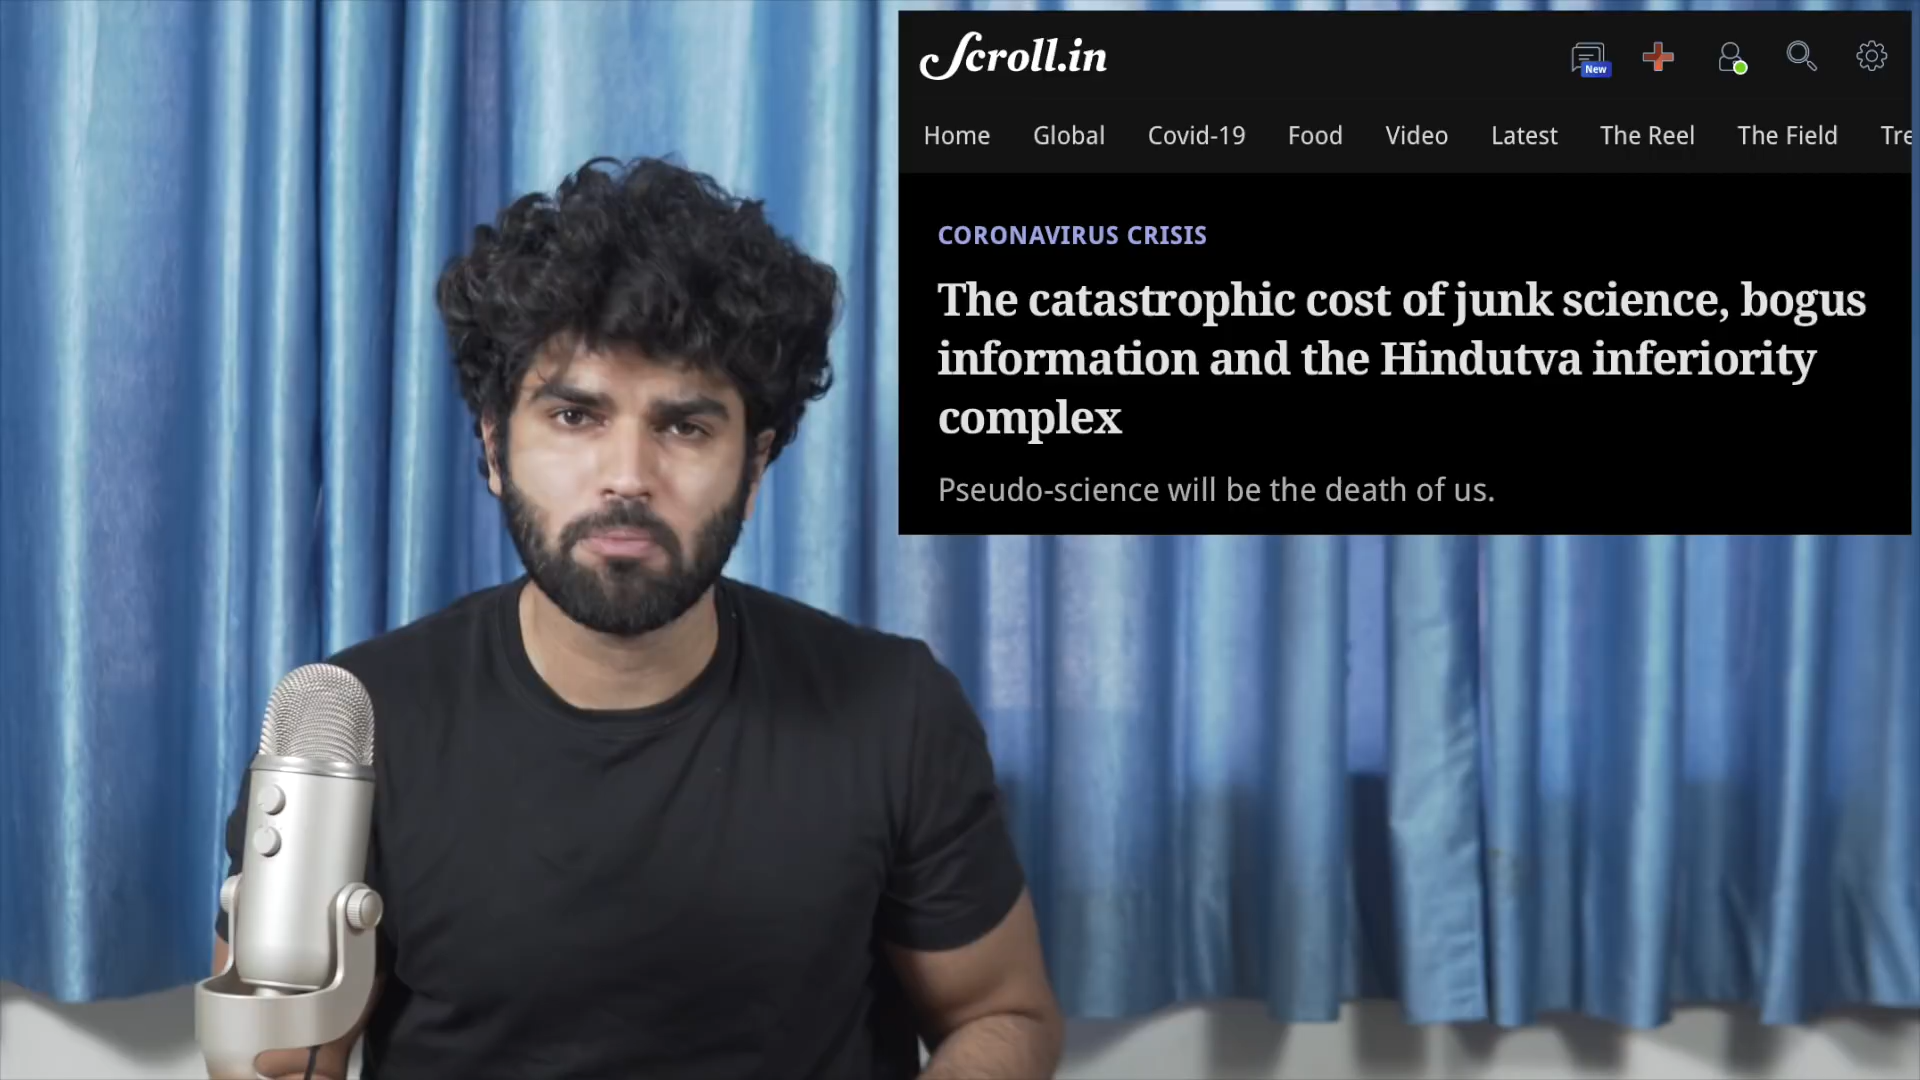 Scroll.in
New
Home Global Covid-19 Food Video Latest The Reel The Field Tre
CORONAVIRUS CRISIS
The catastrophic cost of junk science, bogus
information and the Hindutva inferiority
complex
Pseudo-science will be the death of us.